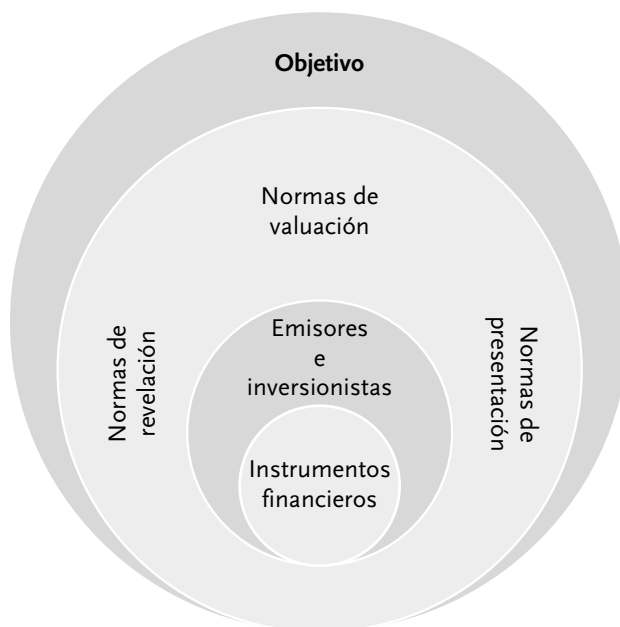 Objetivo
Normas de
valuación
Normas de
revelación
Emisores
e
inversionistas
Normas de
presentación
Instrumentos
financieros